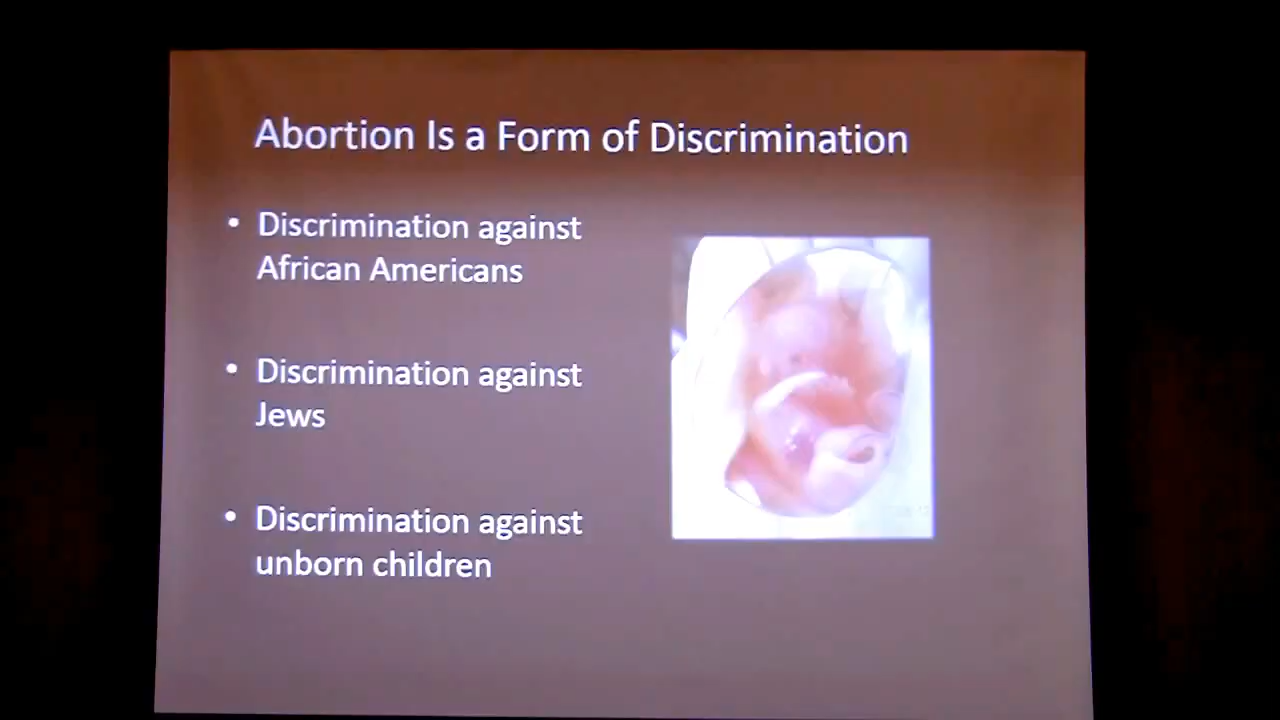 Abortion Is a Form of Discrimination
• Discrimination against
African Americans
• Discrimination against
Jews
• Discrimination against
unborn children